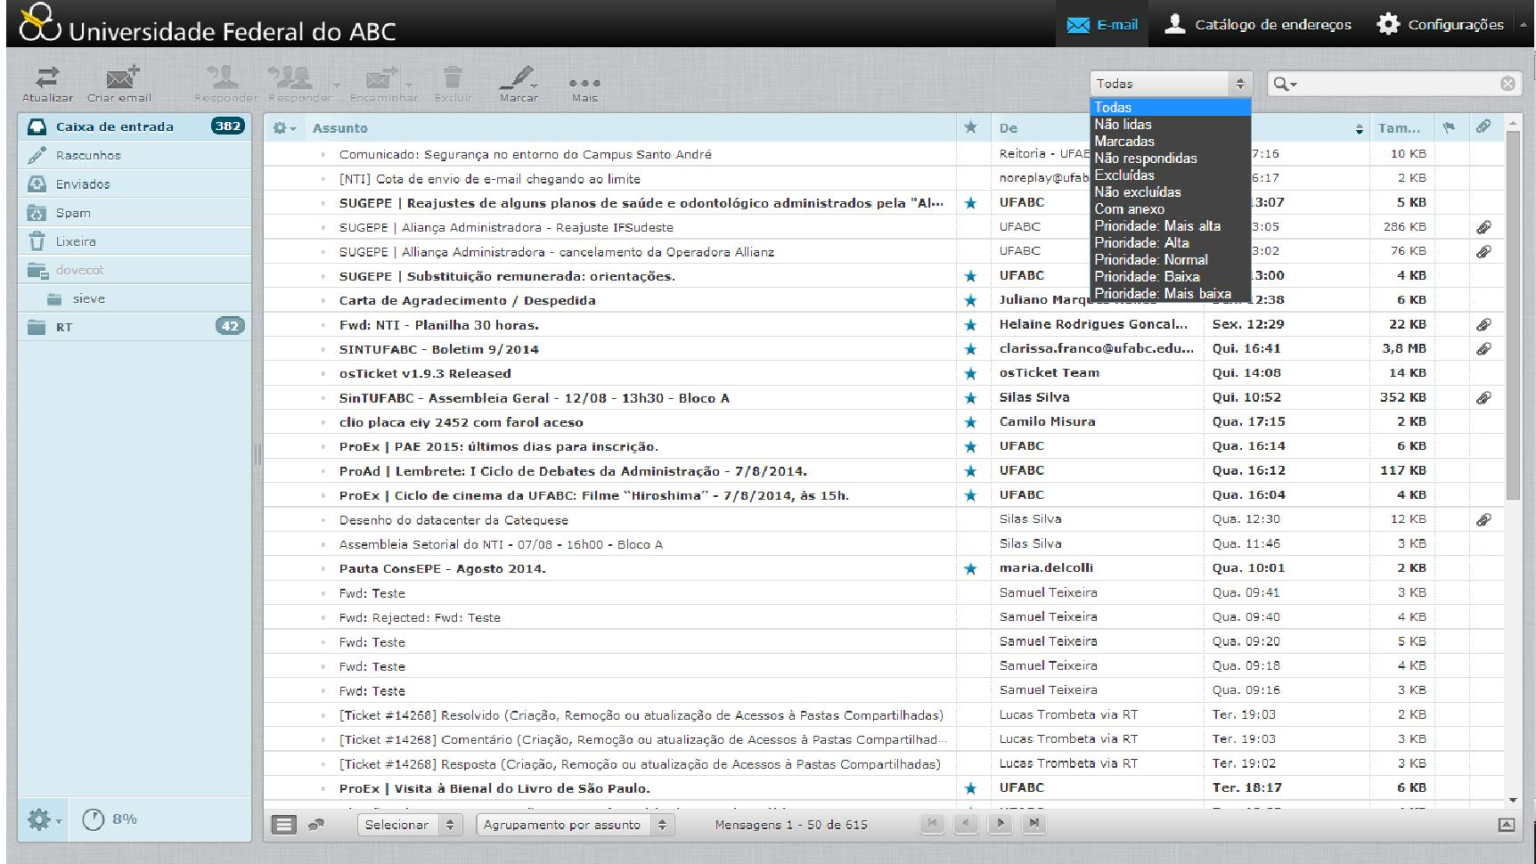 Universidade Federal do ABC
E-mail
Catálogo de endereços
Configurações
Atualizar
Criar email
Responder
Responder ...
Encaminhar
Excluir
Marcar
Mais
Todas
Todas
Não lidas
Marcadas
Não respondidas
Excluídas
Não excluídas
Com anexo
Prioridade: Mais alta
Prioridade: Alta
Prioridade: Normal
Prioridade: Baixa
Prioridade: Mais baixa
Caixa de entrada 382
Rascunhos
Enviados
Spam
Lixeira
dovecot
sieve
RT 42
8%
Assunto De Tam...
Comunicado: Segurança no entorno do Campus Santo André Reitoria - UFAB 7:16 10 KB
[NTI] Cota de envio de e-mail chegando ao limite noreplay@ufab 6:17 2 KB
SUGEPE | Reajustes de alguns planos de saúde e odontológico administrados pela "Al... UFABC 13:07 5 KB
SUGEPE | Aliança Administradora - Reajuste IFSudeste UFABC 3:05 286 KB
SUGEPE | Aliança Administradora - cancelamento da Operadora Allianz UFABC 3:02 76 KB
SUGEPE | Substituição remunerada: orientações. UFABC 13:00 4 KB
Carta de Agradecimento / Despedida Juliano Marq 12:38 6 KB
Fwd: NTI - Planilha 30 horas. Helaine Rodrigues Goncal... Sex. 12:29 22 KB
SINTUFABC - Boletim 9/2014 clarissa.franco@ufabc.edu... Qui. 16:41 3,8 MB
osTicket v1.9.3 Released osTicket Team Qui. 14:08 14 KB
SinTUFABC - Assembleia Geral - 12/08 - 13h30 - Bloco A Silas Silva Qui. 10:52 352 KB
clio placa eiy 2452 com farol aceso Camilo Misura Qua. 17:15 2 KB
ProEx | PAE 2015: últimos dias para inscrição. UFABC Qua. 16:14 6 KB
ProAd | Lembrete: I Ciclo de Debates da Administração - 7/8/2014. UFABC Qua. 16:12 117 KB
ProEx | Ciclo de cinema da UFABC: Filme “Hiroshima” - 7/8/2014, às 15h. UFABC Qua. 16:04 4 KB
Desenho do datacenter da Catequese Silas Silva Qua. 12:30 12 KB
Assembleia Setorial do NTI - 07/08 - 16h00 - Bloco A Silas Silva Qua. 11:46 3 KB
Pauta ConsEPE - Agosto 2014. maria.delcolli Qua. 10:01 2 KB
Fwd: Teste Samuel Teixeira Qua. 09:41 3 KB
Fwd: Rejected: Fwd: Teste Samuel Teixeira Qua. 09:40 4 KB
Fwd: Teste Samuel Teixeira Qua. 09:20 5 KB
Fwd: Teste Samuel Teixeira Qua. 09:18 4 KB
Fwd: Teste Samuel Teixeira Qua. 09:16 3 KB
[Ticket #14268] Resolvido (Criação, Remoção ou atualização de Acessos à Pastas Compartilhadas) Lucas Trombeta via RT Ter. 19:03 2 KB
[Ticket #14268] Comentário (Criação, Remoção ou atualização de Acessos à Pastas Compartilhad... Lucas Trombeta via RT Ter. 19:03 3 KB
[Ticket #14268] Resposta (Criação, Remoção ou atualização de Acessos à Pastas Compartilhadas) Lucas Trombeta via RT Ter. 19:02 3 KB
ProEx | Visita à Bienal do Livro de São Paulo. UFABC Ter. 18:17 6 KB
Selecionar
Agrupamento por assunto
Mensagens 1 - 50 de 615